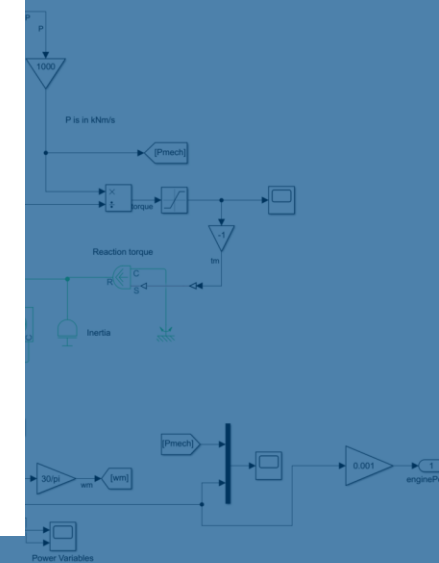 P
P
1000
P is in kNm/s
[Pmech]
×
÷
torque
-1
tm
Reaction torque
R
C
S
Inertia
[Pmech]
30/pi
wm
[wm]
0.001
1
enginePo
Power Variables